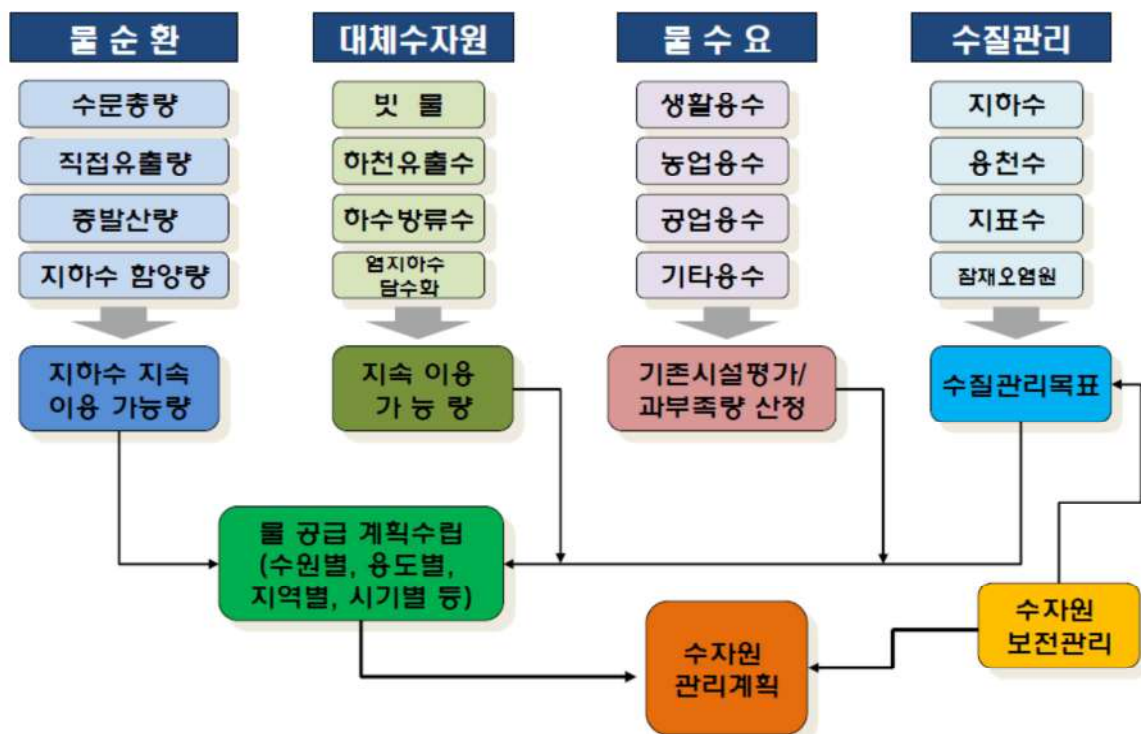 물 순 환
수문총량
직접유출량
증발산량
지하수 함양량
지하수 지속
이용 가능량
대체수자원
빗 물
하천유출수
하수방류수
염지하수
담수화
지속 이용
가 능 량
물 수 요
생활용수
농업용수
공업용수
기타용수
기존시설평가/
과부족량 산정
수질관리
지하수
용천수
지표수
잠재오염원
수질관리목표
물 공급 계획수립
(수원별, 용도별,
지역별, 시기별 등)
수자원
보전관리
수자원
관리계획